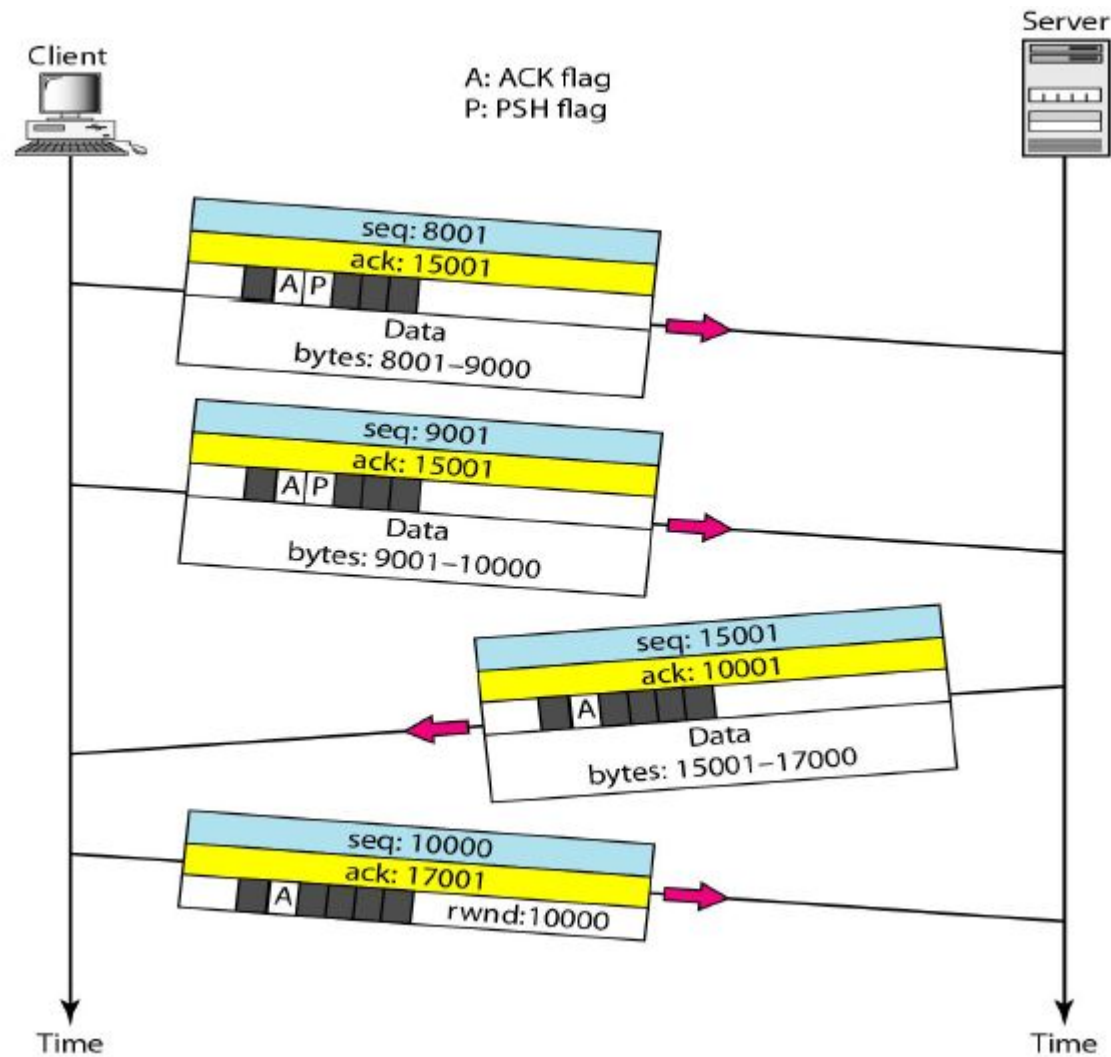 Server
Client
A: ACK flag
P: PSH flag
seq: 8001
ack: 15001
A P
Data
bytes: 8001–9000
seq: 9001
ack: 15001
A P
Data
bytes: 9001–10000
seq: 15001
ack: 10001
A
Data
bytes: 15001–17000
seq: 10000
ack: 17001
A
rwnd:10000
Time
Time